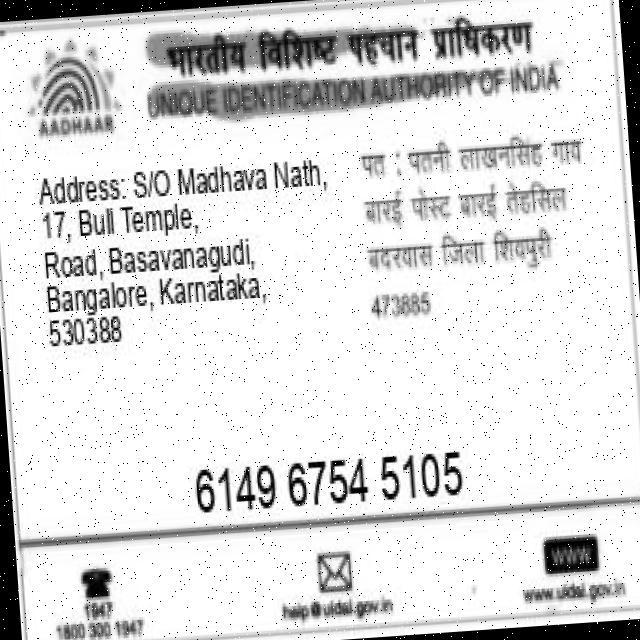 भारतीय विशिष्ट पहचान प्राधिकरण
UNIQUE IDENTIFICATION AUTHORITY OF INDIA
AADHAAR
Address: S/O Madhava Nath,
17, Bull Temple,
Road, Basavanagudi,
Bangalore, Karnataka,
530388
पत : पतनी लाखनसिंह गाव
बारई पोस्ट बारई तेहसिल
बदरवास जिला शिवपुरी
473885
6149 6754 5105
1947
1800 300 1947
help@uidai.gov.in
www
www.uidai.gov.in